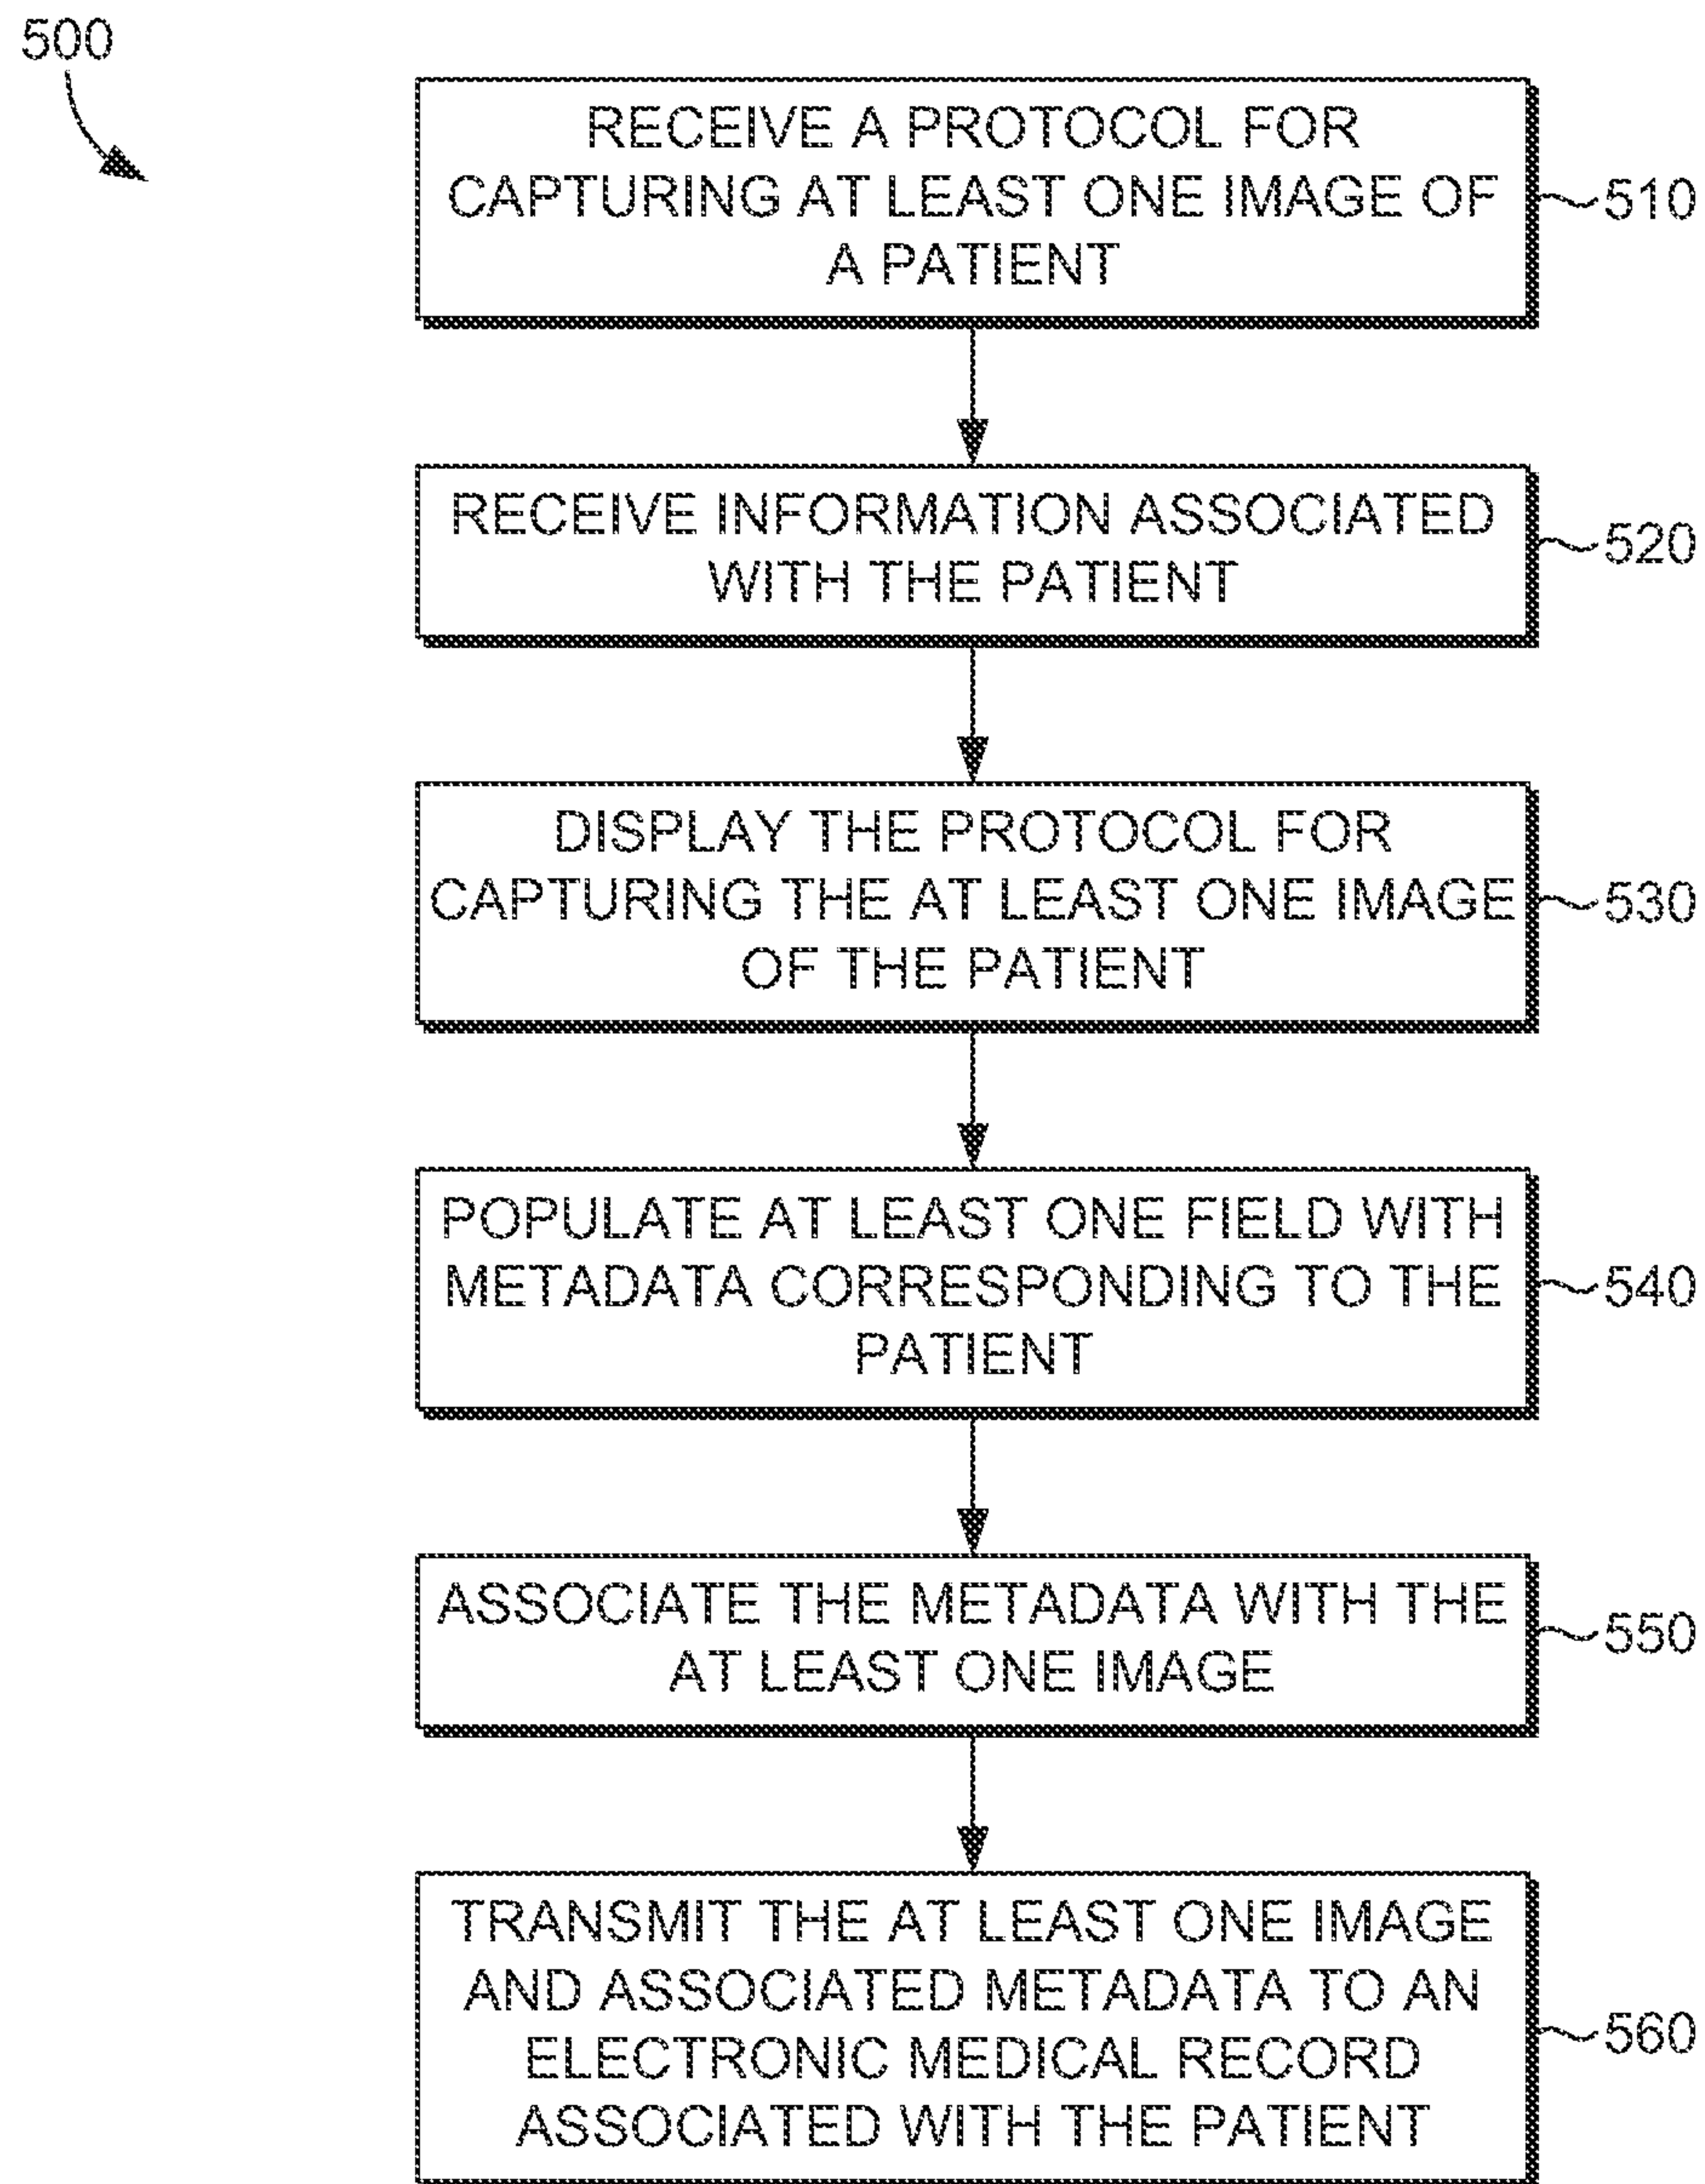 500
RECEIVE A PROTOCOL FOR
CAPTURING AT LEAST ONE IMAGE OF
A PATIENT
510
RECEIVE INFORMATION ASSOCIATED
WITH THE PATIENT
520
DISPLAY THE PROTOCOL FOR
CAPTURING THE AT LEAST ONE IMAGE
OF THE PATIENT
530
POPULATE AT LEAST ONE FIELD WITH
METADATA CORRESPONDING TO THE
PATIENT
540
ASSOCIATE THE METADATA WITH THE
AT LEAST ONE IMAGE
550
TRANSMIT THE AT LEAST ONE IMAGE
AND ASSOCIATED METADATA TO AN
ELECTRONIC MEDICAL RECORD
ASSOCIATED WITH THE PATIENT
560